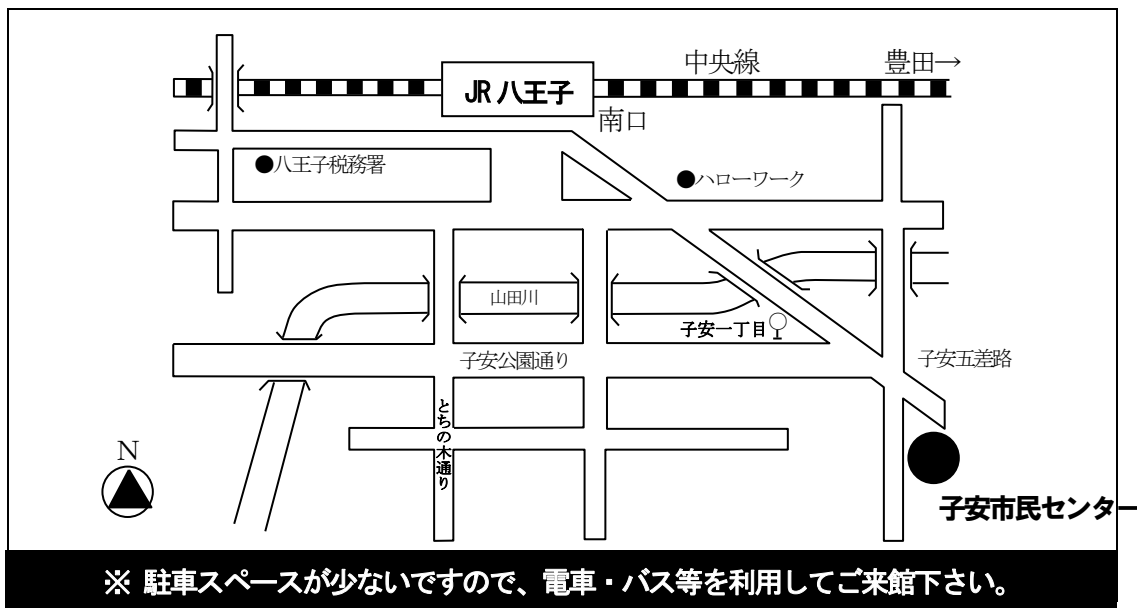 中央線
豊田→
JR 八王子
南口
●八王子税務署
●ハローワーク
山田川
子安一丁目
子安公園通り
子安五差路
とちの木通り
N
子安市民センター
※ 駐車スペースが少ないですので、電車・バス等を利用してご来館下さい。